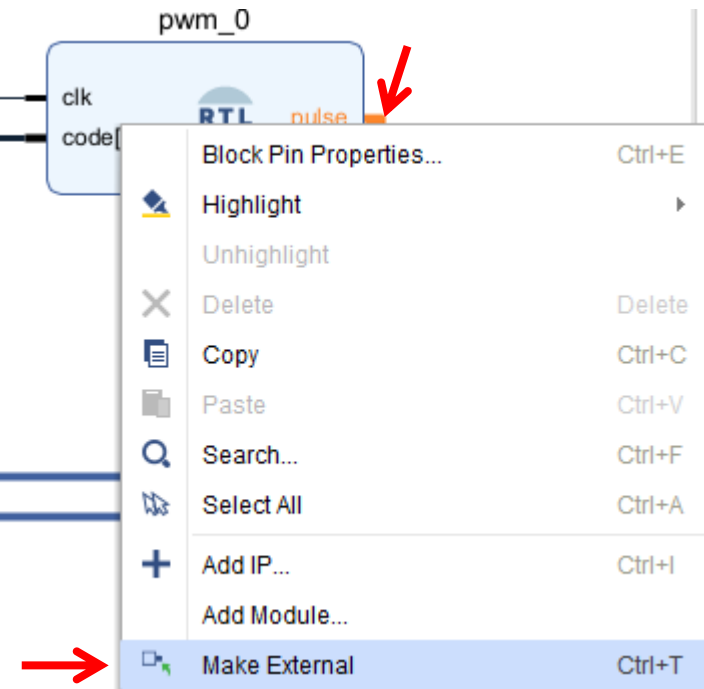 pwm_0
clk
RTL pulse
code[
Block Pin Properties... Ctrl+E
Highlight
Unhighlight
Delete Delete
Copy Ctrl+C
Paste Ctrl+V
Search... Ctrl+F
Select All Ctrl+A
Add IP... Ctrl+I
Add Module...
Make External Ctrl+T